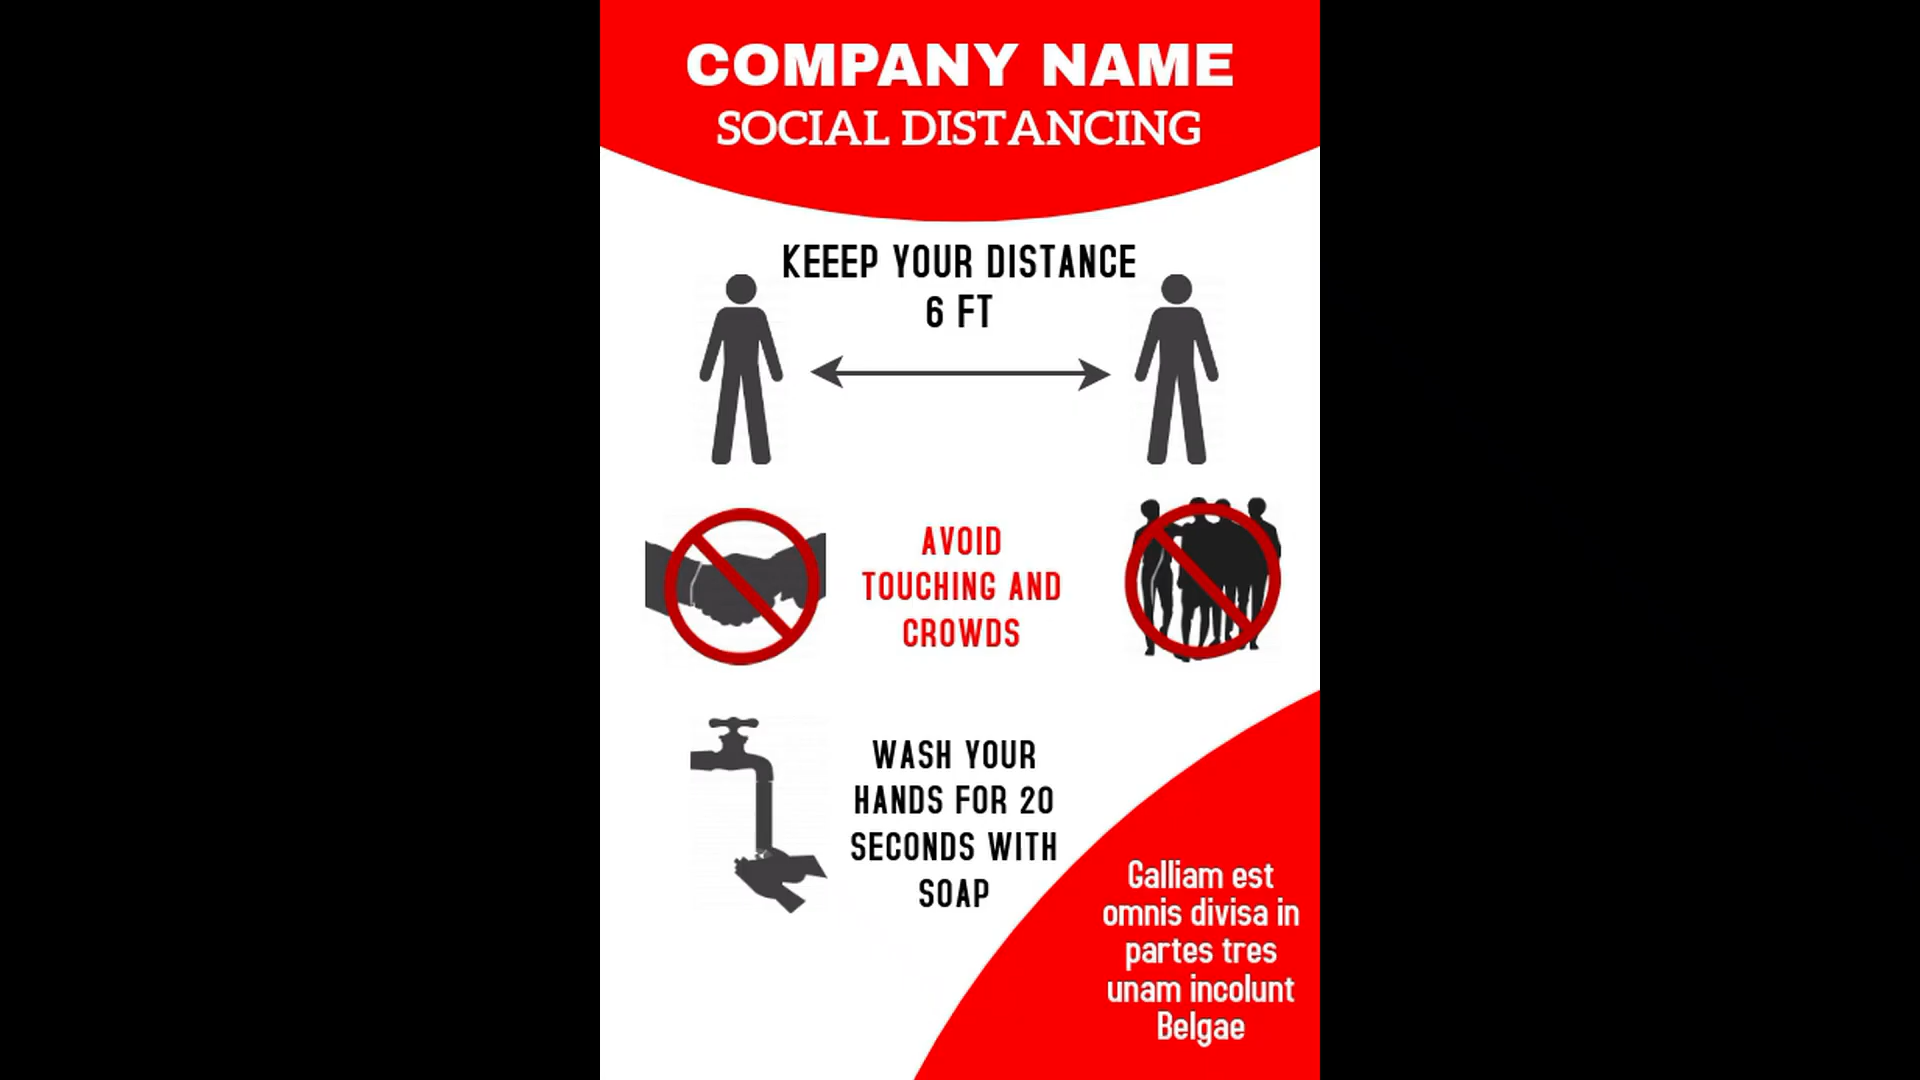 COMPANY NAME
SOCIAL DISTANCING
KEEEP YOUR DISTANCE
6 FT
AVOID
TOUCHING AND
CROWDS
WASH YOUR
HANDS FOR 20
SECONDS WITH
SOAP
Galliam est
omnis divisa in
partes tres
unam incolunt
Belgae